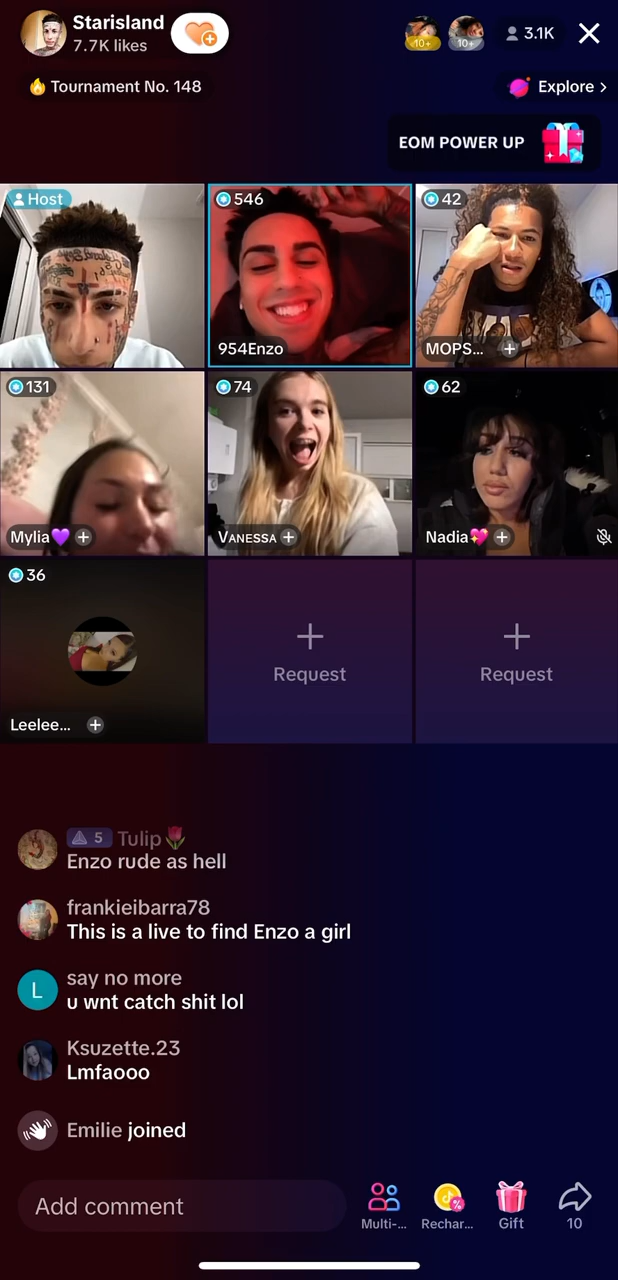 Starisland
7.7K likes
10+
10+
3.1K
Tournament No. 148
Explore >
EOM POWER UP
Host
546
954Enzo
42
MOPS...
131
Mylia💜
74
VANESSA
62
Nadia💖
36
Leelee...
Request
Request
5 Tulip🌷
Enzo rude as hell
frankieibarra78
This is a live to find Enzo a girl
L
say no more
u wnt catch shit lol
Ksuzette.23
Lmfaooo
Emilie joined
Add comment
Multi-...
Rechar...
Gift
10